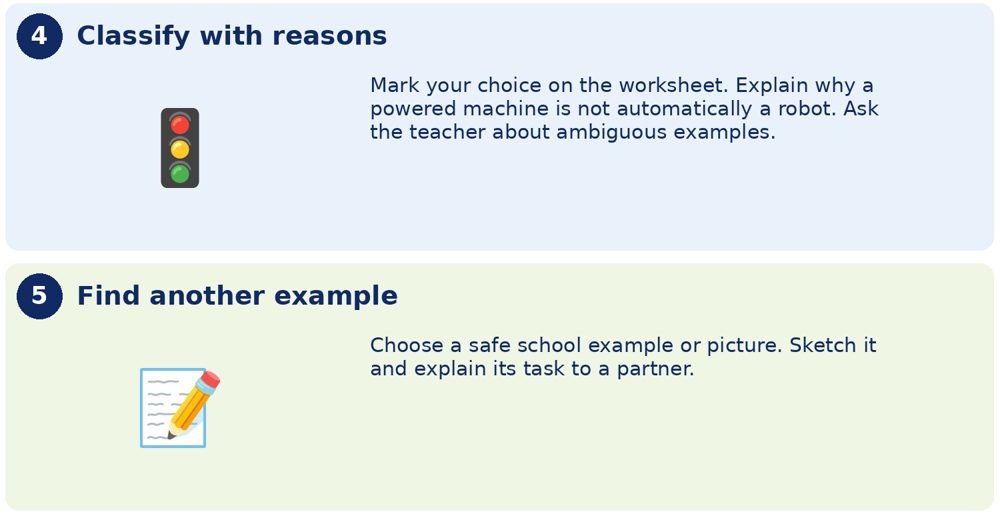 4 Classify with reasons
Mark your choice on the worksheet. Explain why a
powered machine is not automatically a robot. Ask
the teacher about ambiguous examples.
5 Find another example
Choose a safe school example or picture. Sketch it
and explain its task to a partner.